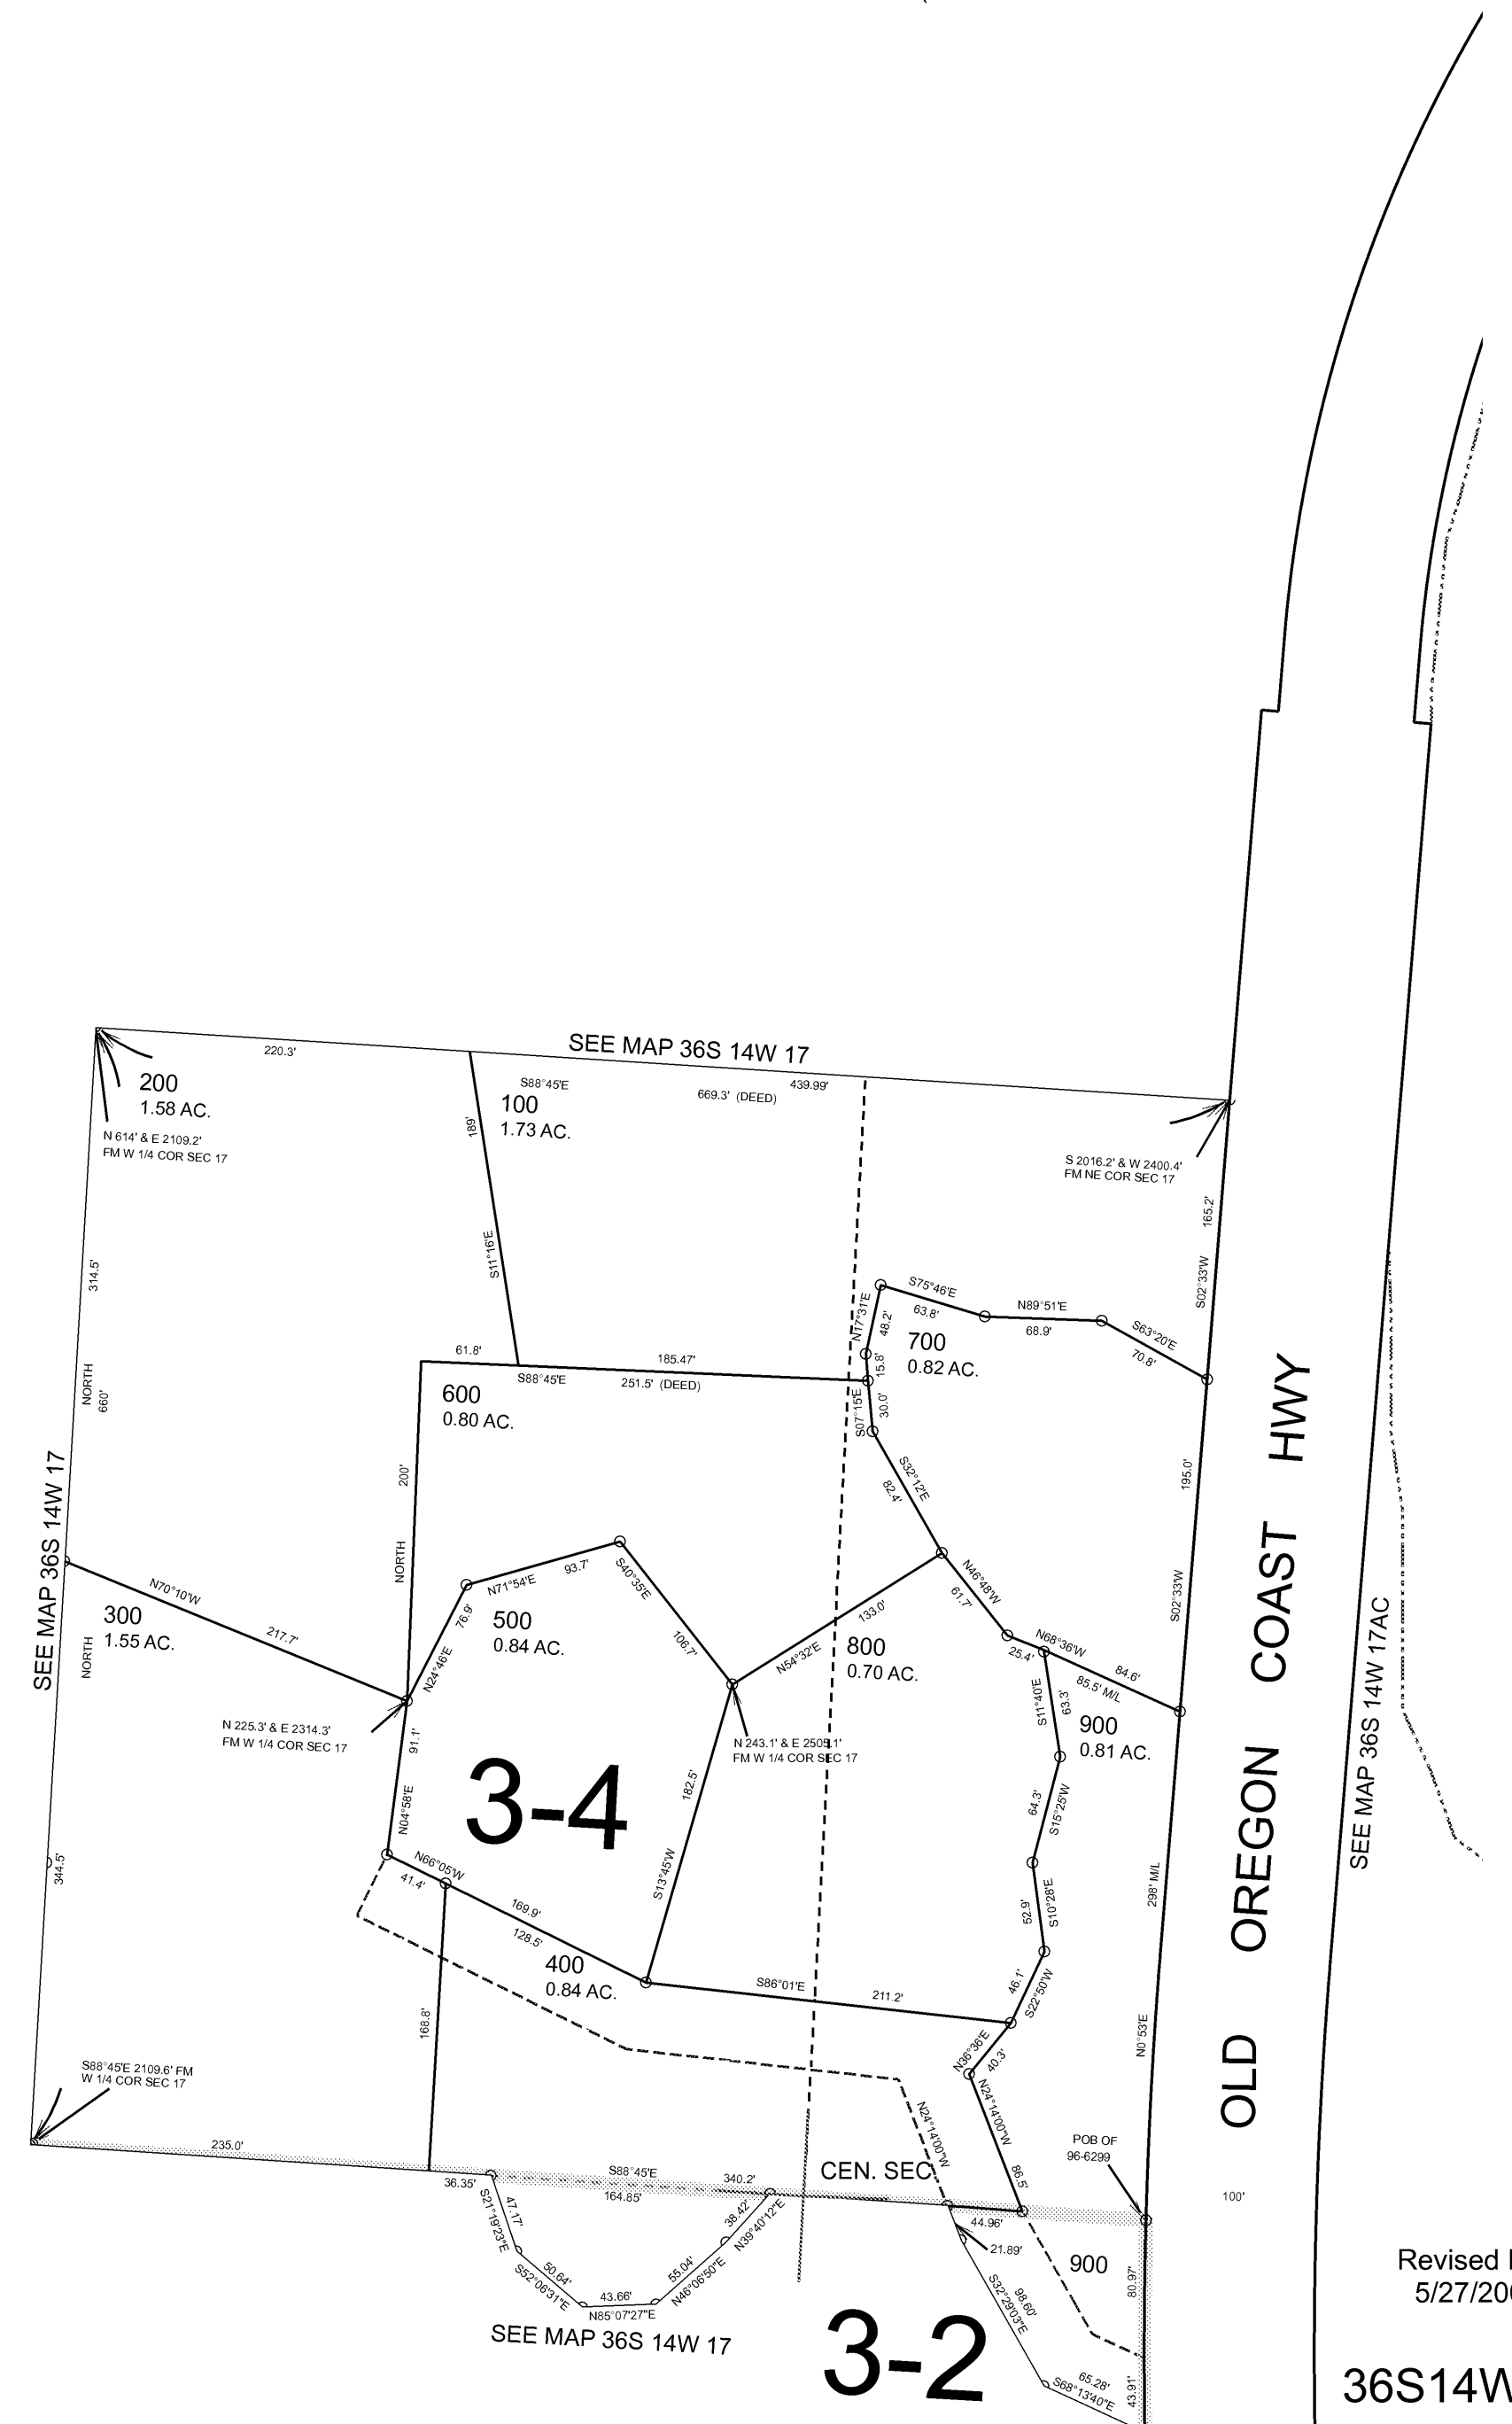 SEE MAP 36S 14W 17
220.3'
S88°45'E
439.99'
669.3' (DEED)
200
1.58 AC.
N 614' & E 2109.2'
FM W 1/4 COR SEC 17
100
1.73 AC.
189'
S11°16'E
S 2016.2' & W 2400.4'
FM NE COR SEC 17
165.2'
S02°33'W
314.5'
NORTH
660'
SEE MAP 36S 14W 17
S75°46'E
63.8'
N89°51'E
68.9'
S63°20'E
70.8'
N17°31'E
48.2'
15.8'
S07°15'E
30.0'
700
0.82 AC.
61.8'
185.47'
S88°45'E
251.5' (DEED)
600
0.80 AC.
200'
NORTH
S32°12'E
82.4'
195.0'
S02°33'W
OLD OREGON COAST HWY
SEE MAP 36S 14W 17AC
N70°10'W
217.7'
300
1.55 AC.
NORTH
344.5'
N71°54'E
93.7'
76.9'
N24°46'E
S40°35'E
106.7'
500
0.84 AC.
N54°32'E
133.0'
N46°48'W
61.7'
800
0.70 AC.
N68°36'W
25.4'
84.6'
85.5' M/L
S11°40'E
63.3'
900
0.81 AC.
N 225.3' & E 2314.3'
FM W 1/4 COR SEC 17
N 243.1' & E 2505.1'
FM W 1/4 COR SEC 17
91.1'
N04°58'E
3-4
182.5'
S13°45'W
64.3'
S15°25'W
N66°05'W
41.4'
169.9'
128.5'
400
0.84 AC.
52.9'
S10°28'E
298' M/L
N0°53'E
S86°01'E
211.2'
46.1'
S22°50'W
168.8'
N36°36'E
40.3'
S88°45'E 2109.6' FM
W 1/4 COR SEC 17
N24°14'00"W
N24°14'00"W
86.5'
POB OF
96-6299
235.0'
36.35'
S88°45'E
340.2'
164.85'
CEN. SEC.
44.96'
100'
47.17'
S21°19'23"E
38.42'
N39°40'12"E
21.89'
900
50.64'
S52°06'31"E
55.04'
N46°06'50"E
43.66'
N85°07'27"E
98.60'
S32°29'03"E
80.97'
Revised
5/27/20
SEE MAP 36S 14W 17
3-2
65.28'
S68°13'40"E
43.91'
36S14W